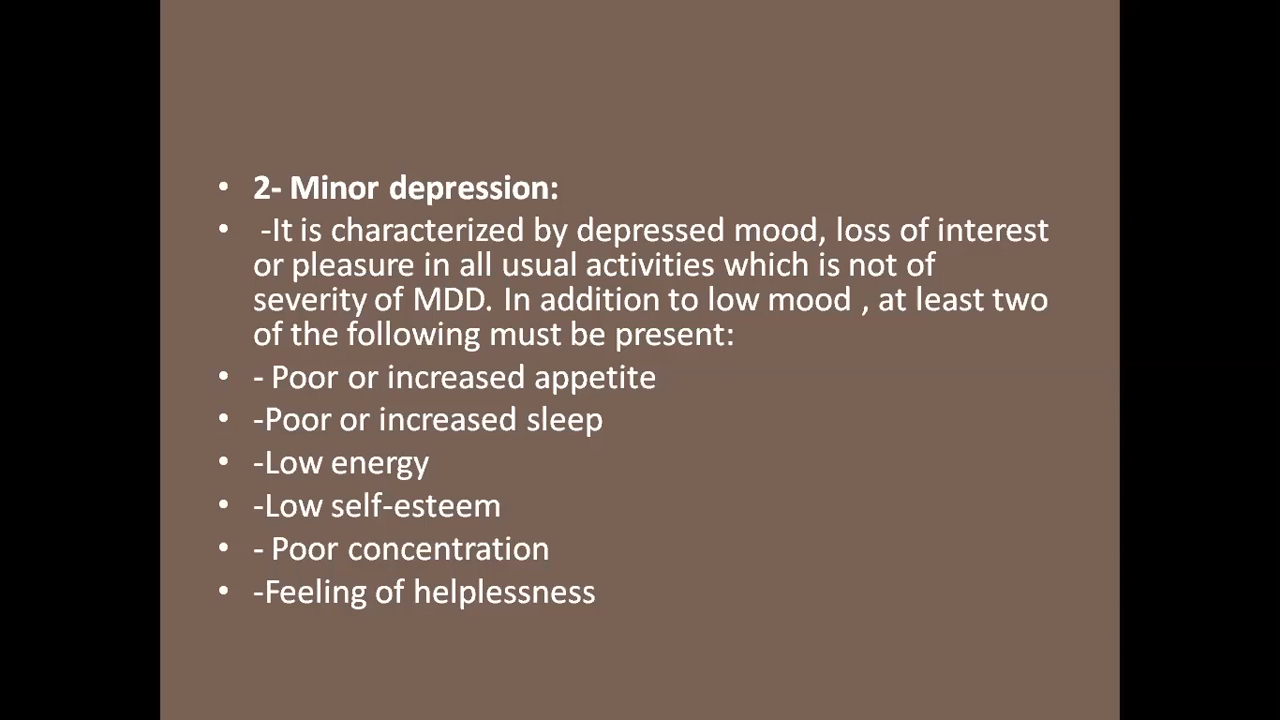 • 2- Minor depression:
• -It is characterized by depressed mood, loss of interest
or pleasure in all usual activities which is not of
severity of MDD. In addition to low mood , at least two
of the following must be present:
• - Poor or increased appetite
• -Poor or increased sleep
• -Low energy
• -Low self-esteem
• - Poor concentration
• -Feeling of helplessness